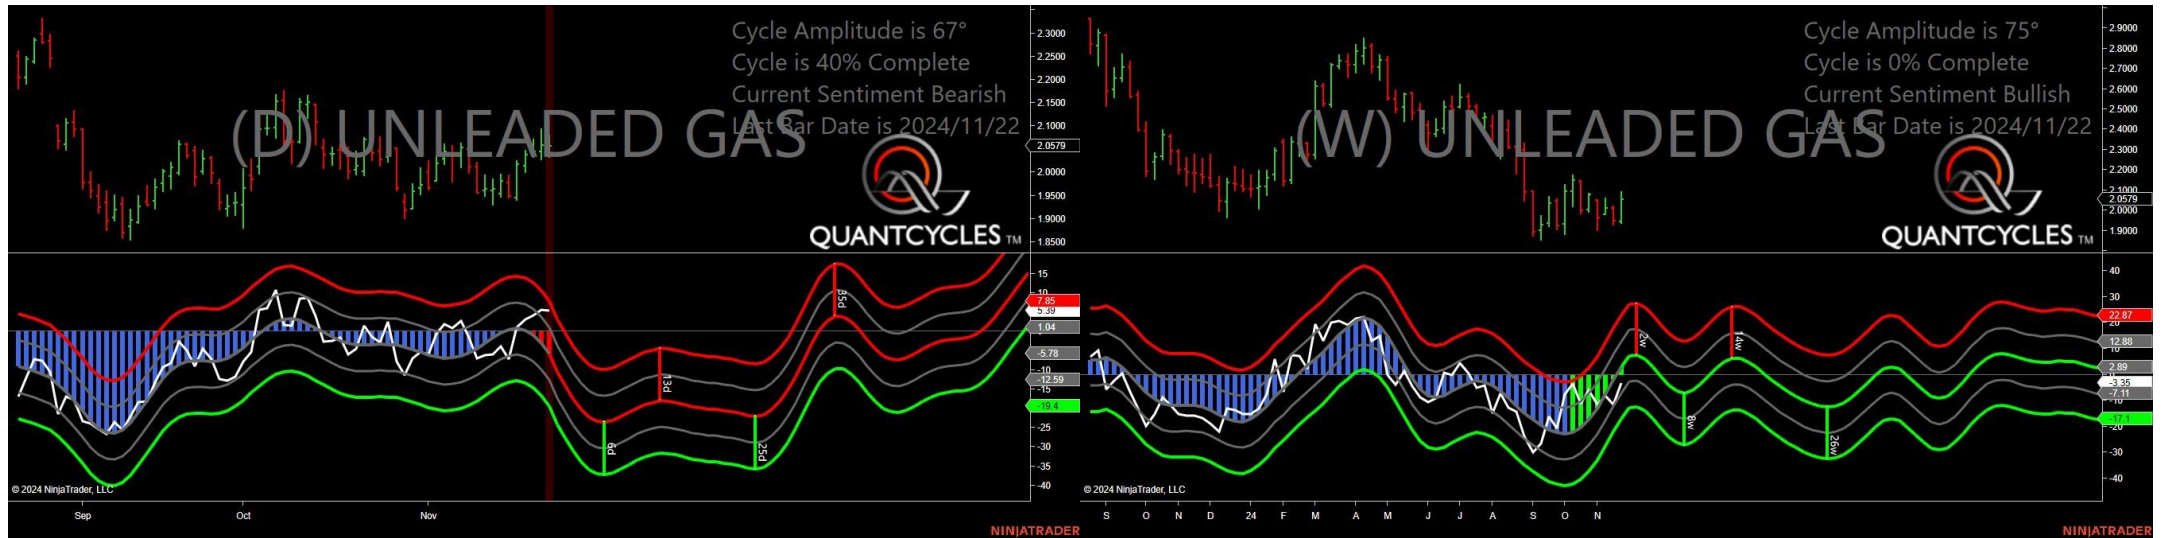 Cycle Amplitude is 67°
Cycle is 40% Complete
Current Sentiment Bearish
Last Bar Date is 2024/11/22
(D) UNLEADED GAS
QUANTCYCLES TM
2.3000
2.2500
2.2000
2.1500
2.1000
2.0579
2.0000
1.9500
1.9000
1.8500
15
10
7.85
5.39
1.04
-5.78
-10
-12.59
-15
-19.4
-25
-30
-35
-40
6d
13d
25d
35d
© 2024 NinjaTrader, LLC
Sep Oct Nov
NINJATRADER
Cycle Amplitude is 75°
Cycle is 0% Complete
Current Sentiment Bullish
Last Bar Date is 2024/11/22
(W) UNLEADED GAS
QUANTCYCLES TM
2.9000
2.8000
2.7000
2.6000
2.5000
2.4000
2.3000
2.2000
2.1000
2.0579
2.0000
1.9000
40
30
22.87
20
12.88
10
2.89
-3.35
-7.11
-10
-17.1
-20
-30
-40
2w
8w
14w
26w
© 2024 NinjaTrader, LLC
S O N D 24 F M A M J J A S O N
NINJATRADER